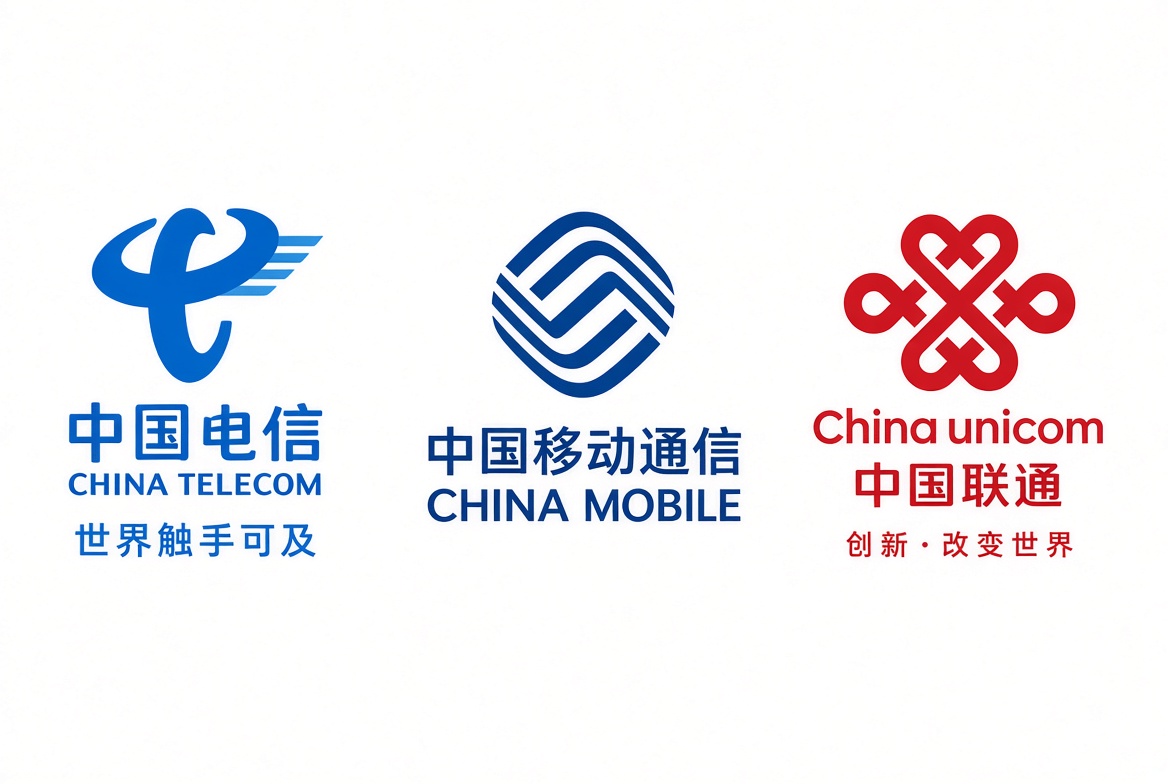 中国电信
CHINA TELECOM
世界触手可及
中国移动通信
CHINA MOBILE
China unicom
中国联通
创新·改变世界